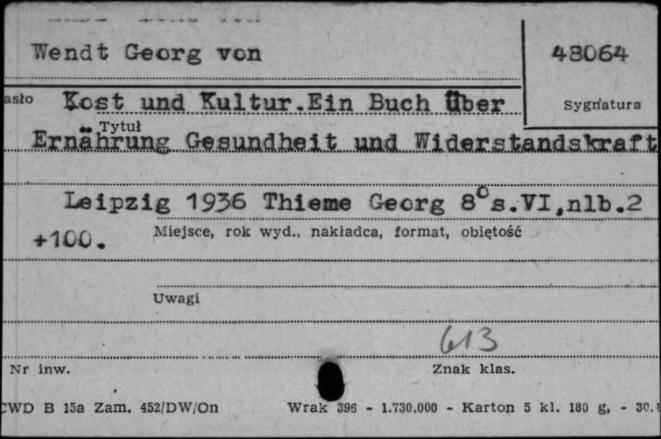 Wendt Georg von
48064
asło
Kost und Kultur.Ein Buch Über
Sygnatura
Tytuł
Ernährung Gesundheit und Widerstandskraft
Leipzig 1936 Thieme Georg 8° s.VI,nlb.2
+100.
Miejsce, rok wyd., nakładca, format, obiętość
Uwagi
613
Nr inw.
Znak klas.
CWD B 15a Zam. 452/DW/On
Wrak 396 - 1.730.000 - Karton 5 kl. 180 g, - 30.